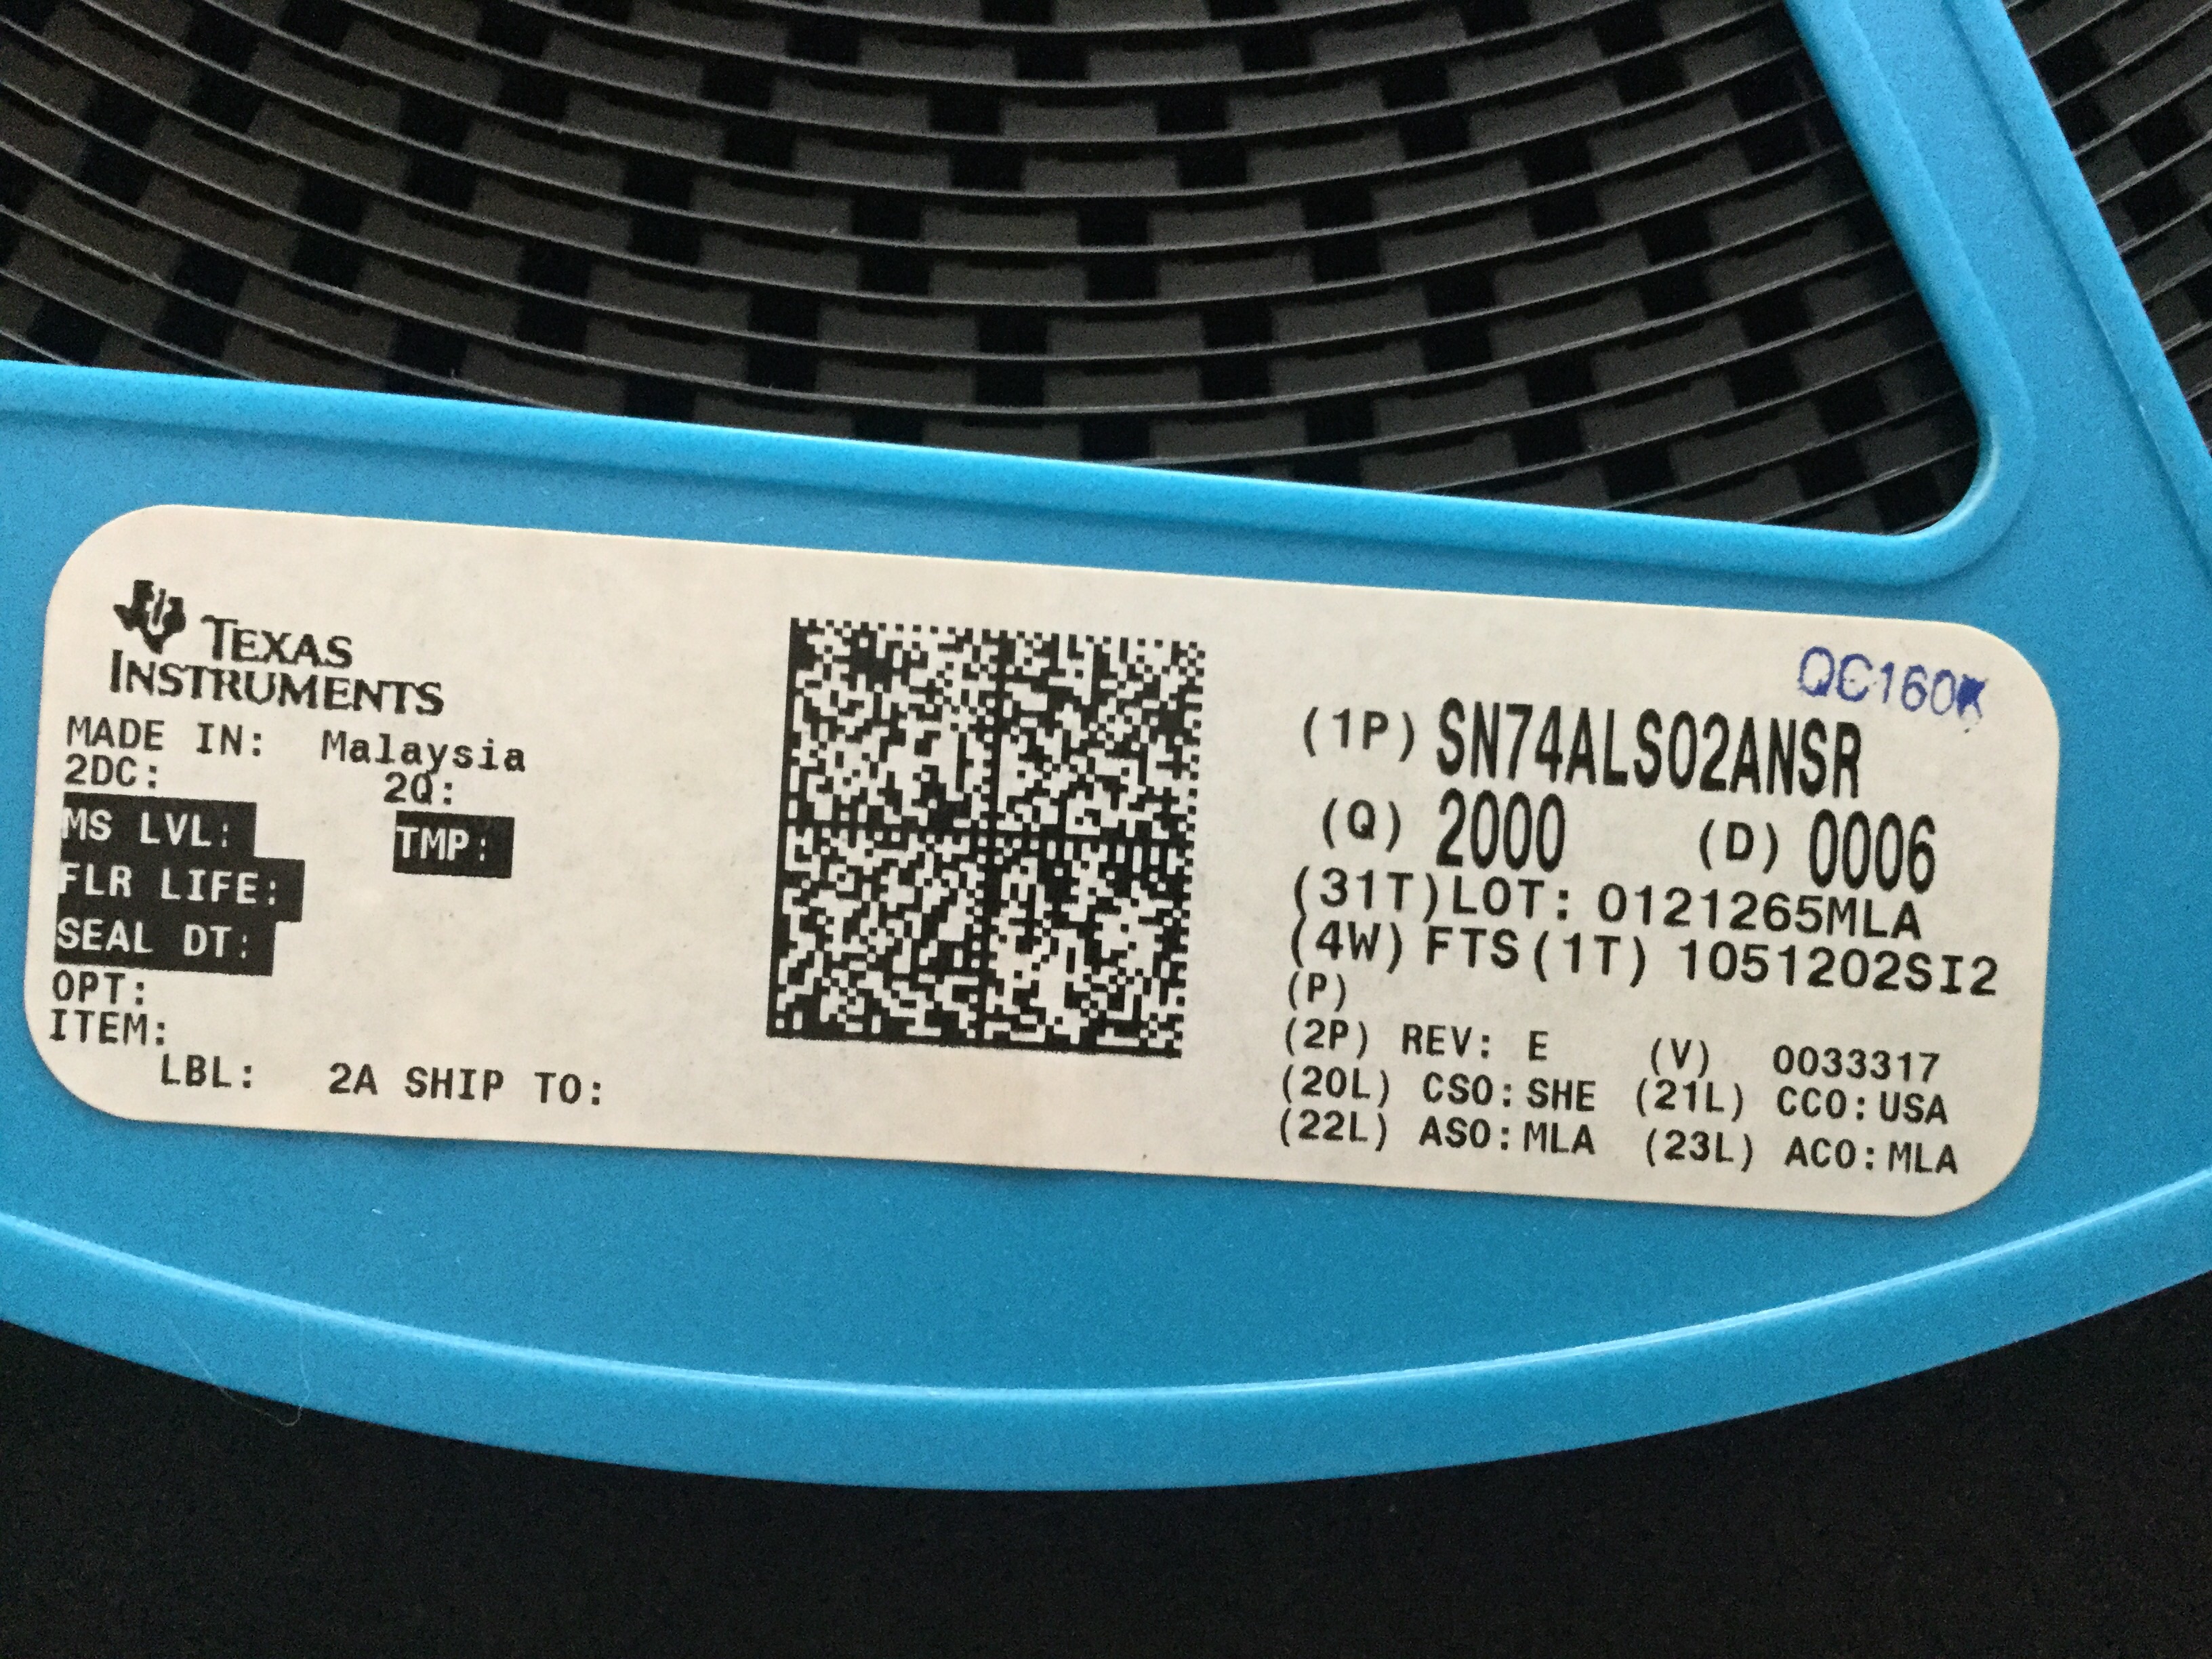 TEXAS
INSTRUMENTS
MADE IN: Malaysia
2DC: 2Q:
MS LVL: TMP:
FLR LIFE:
SEAL DT:
OPT:
ITEM:
LBL: 2A SHIP TO:
(1P) SN74ALS02ANSR
(Q) 2000 (D) 0006
(31T)LOT: 0121265MLA
(4W) FTS(1T) 1051202SI2
(P)
(2P) REV: E (V) 0033317
(20L) CSO:SHE (21L) CCO:USA
(22L) ASO:MLA (23L) ACO:MLA